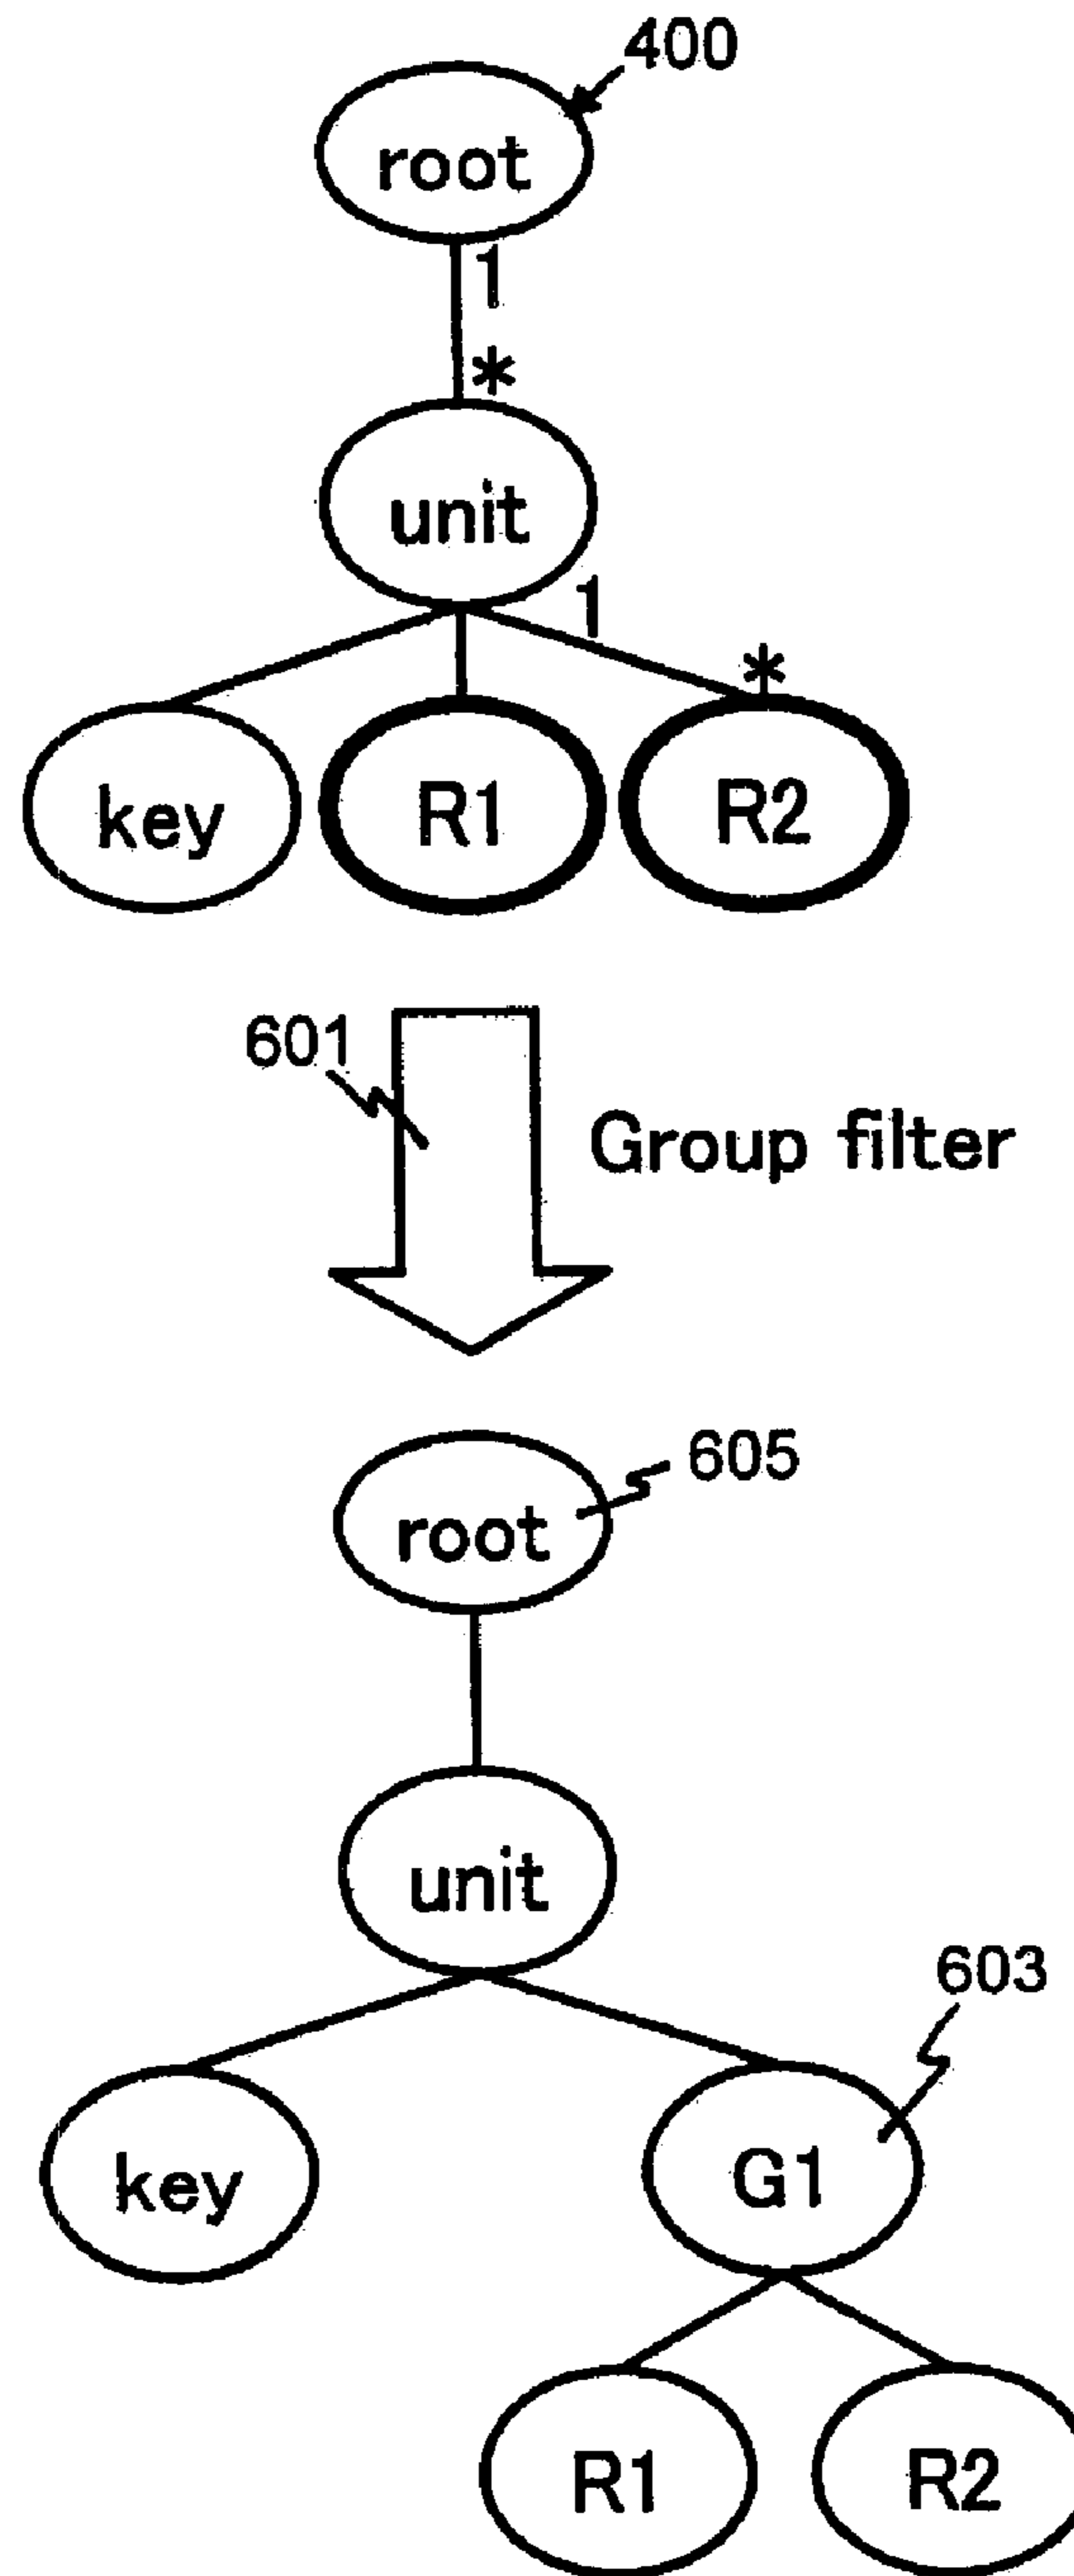 400
root
1
*
unit
1
*
key R1 R2
601
Group filter
605
root
unit
603
key G1
R1 R2